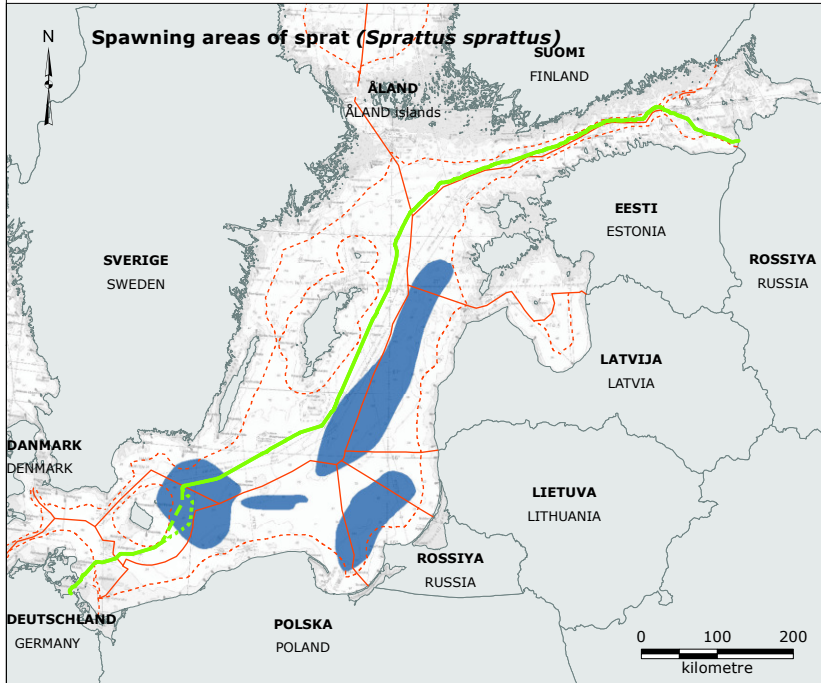 Spawning areas of sprat (Sprattus sprattus)
N
SUOMI
FINLAND
ÅLAND
ÅLAND islands
EESTI
ESTONIA
SVERIGE
SWEDEN
ROSSIYA
RUSSIA
LATVIJA
LATVIA
DANMARK
DENMARK
LIETUVA
LITHUANIA
ROSSIYA
RUSSIA
DEUTSCHLAND
GERMANY
POLSKA
POLAND
0 100 200
kilometre